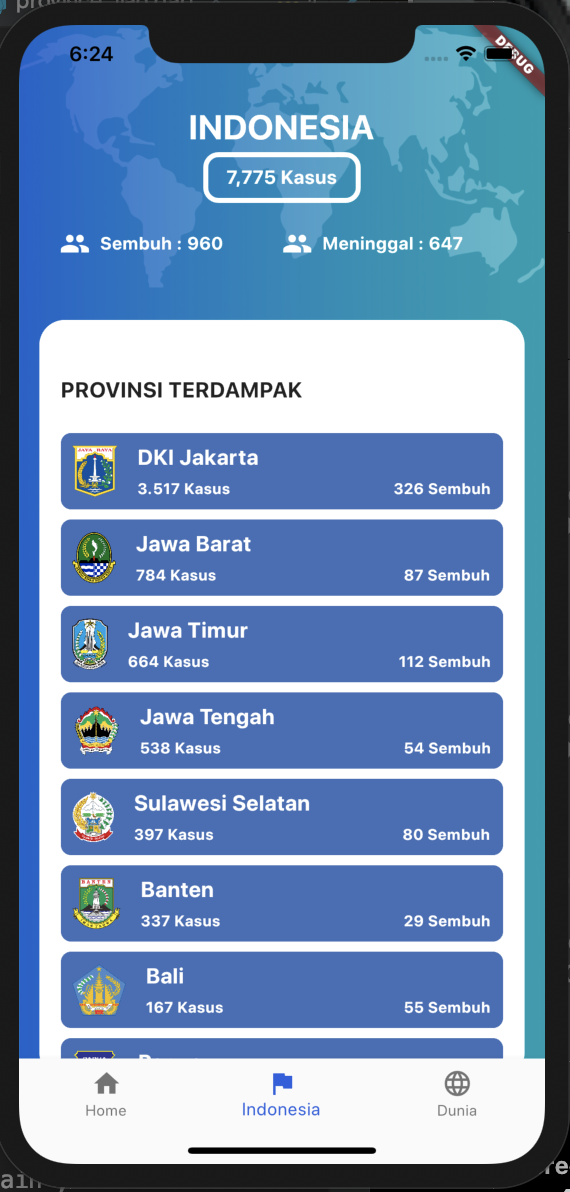 6:24
DEBUG
INDONESIA
7,775 Kasus
Sembuh : 960
Meninggal : 647
PROVINSI TERDAMPAK
JAYA RAYA
DKI Jakarta
3.517 Kasus
326 Sembuh
Jawa Barat
784 Kasus
87 Sembuh
Jawa Timur
664 Kasus
112 Sembuh
Jawa Tengah
538 Kasus
54 Sembuh
Sulawesi Selatan
397 Kasus
80 Sembuh
BANTEN
Banten
337 Kasus
29 Sembuh
Bali
167 Kasus
55 Sembuh
Home
Indonesia
Dunia